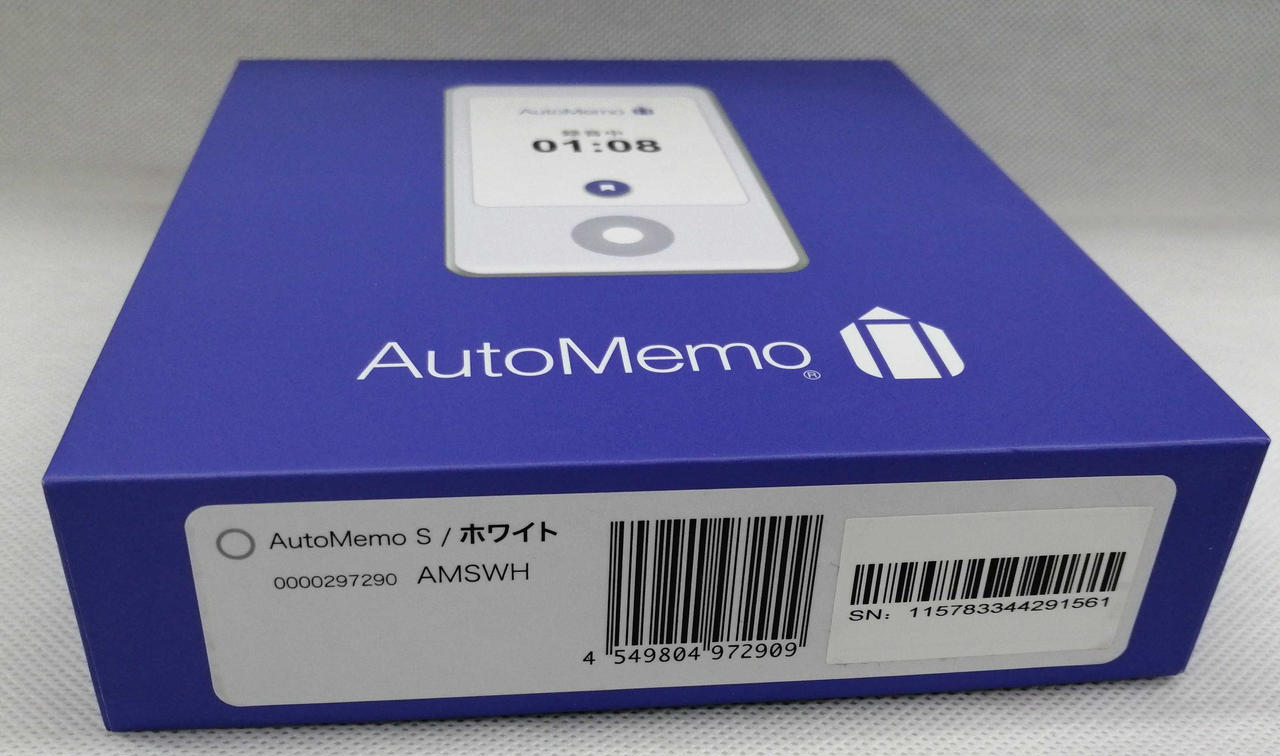 AutoMemo
録音中
01:08
AutoMemo®
AutoMemo S / ホワイト
0000297290 AMSWH
4 549804 972909
SN: 115783344291561